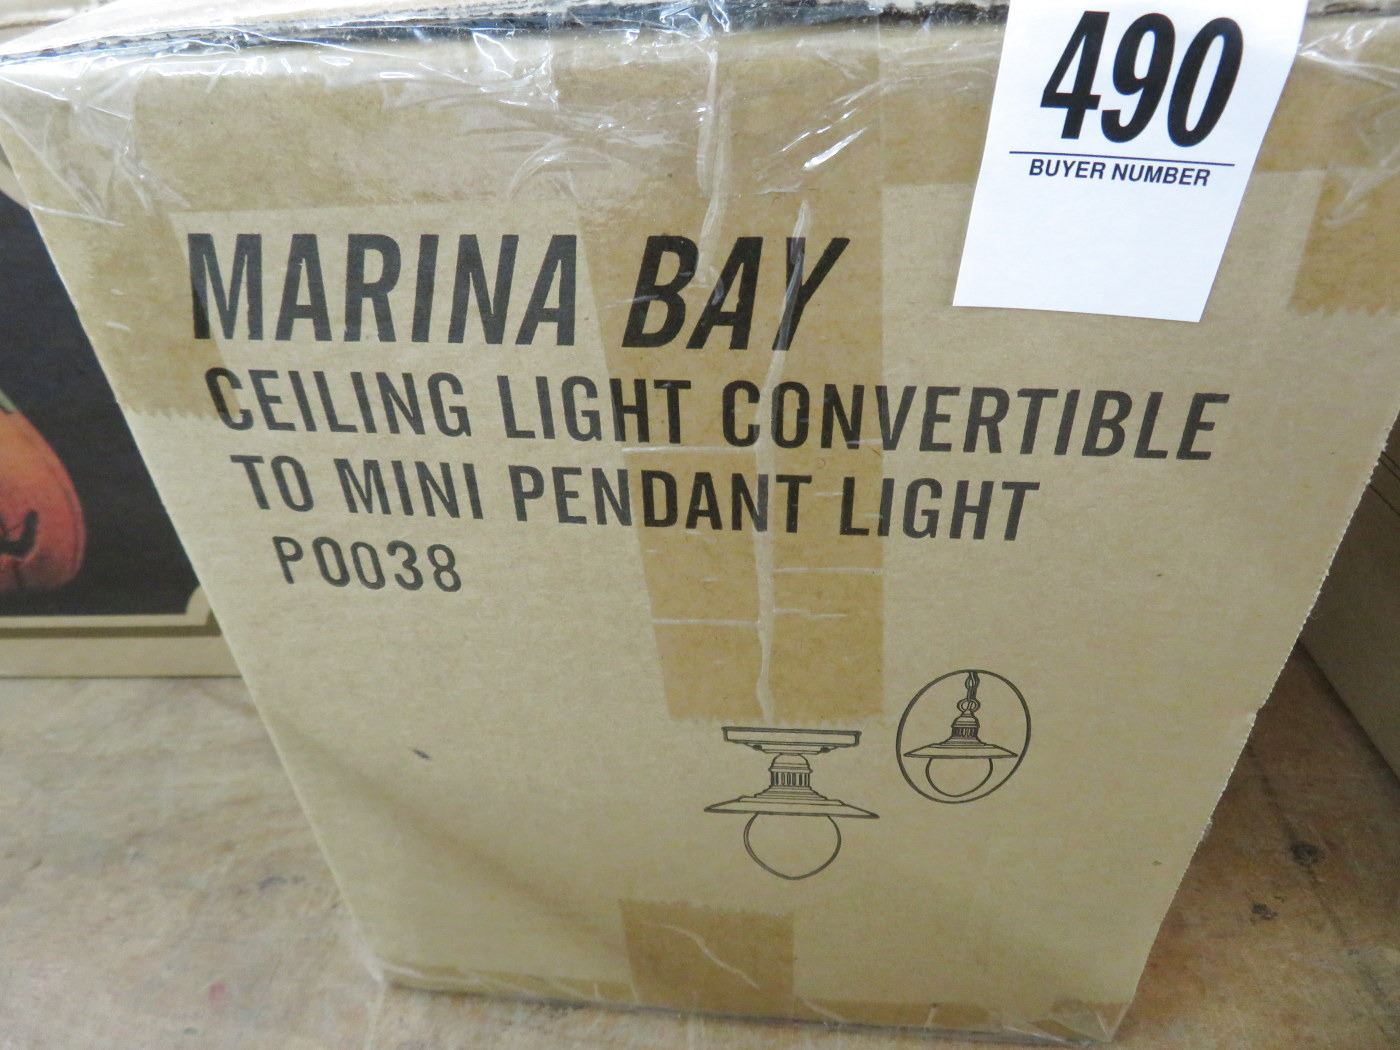 490
BUYER NUMBER
MARINA BAY
CEILING LIGHT CONVERTIBLE
TO MINI PENDANT LIGHT
P0038